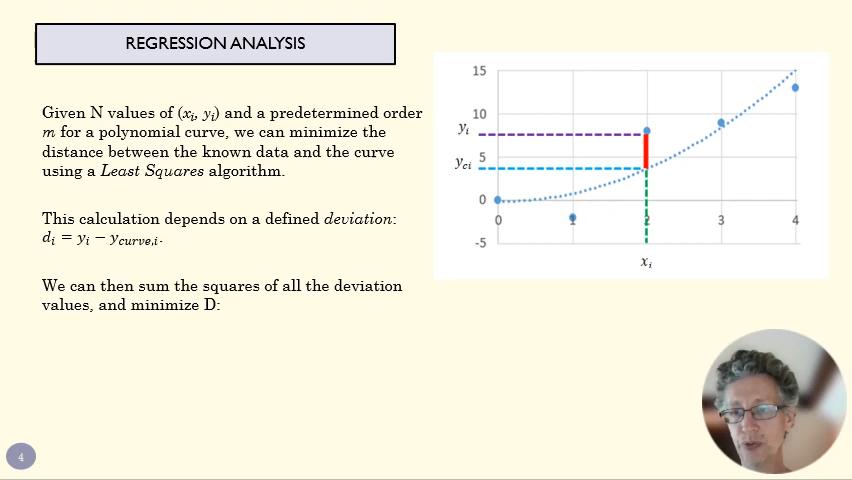 REGRESSION ANALYSIS
Given N values of (xᵢ, yᵢ) and a predetermined order
m for a polynomial curve, we can minimize the
distance between the known data and the curve
using a Least Squares algorithm.
This calculation depends on a defined deviation:
dᵢ = yᵢ − y_curve,i.
We can then sum the squares of all the deviation
values, and minimize D:
15
10
yᵢ
y_ci
5
0
0 1 2 3 4
-5
xᵢ
4